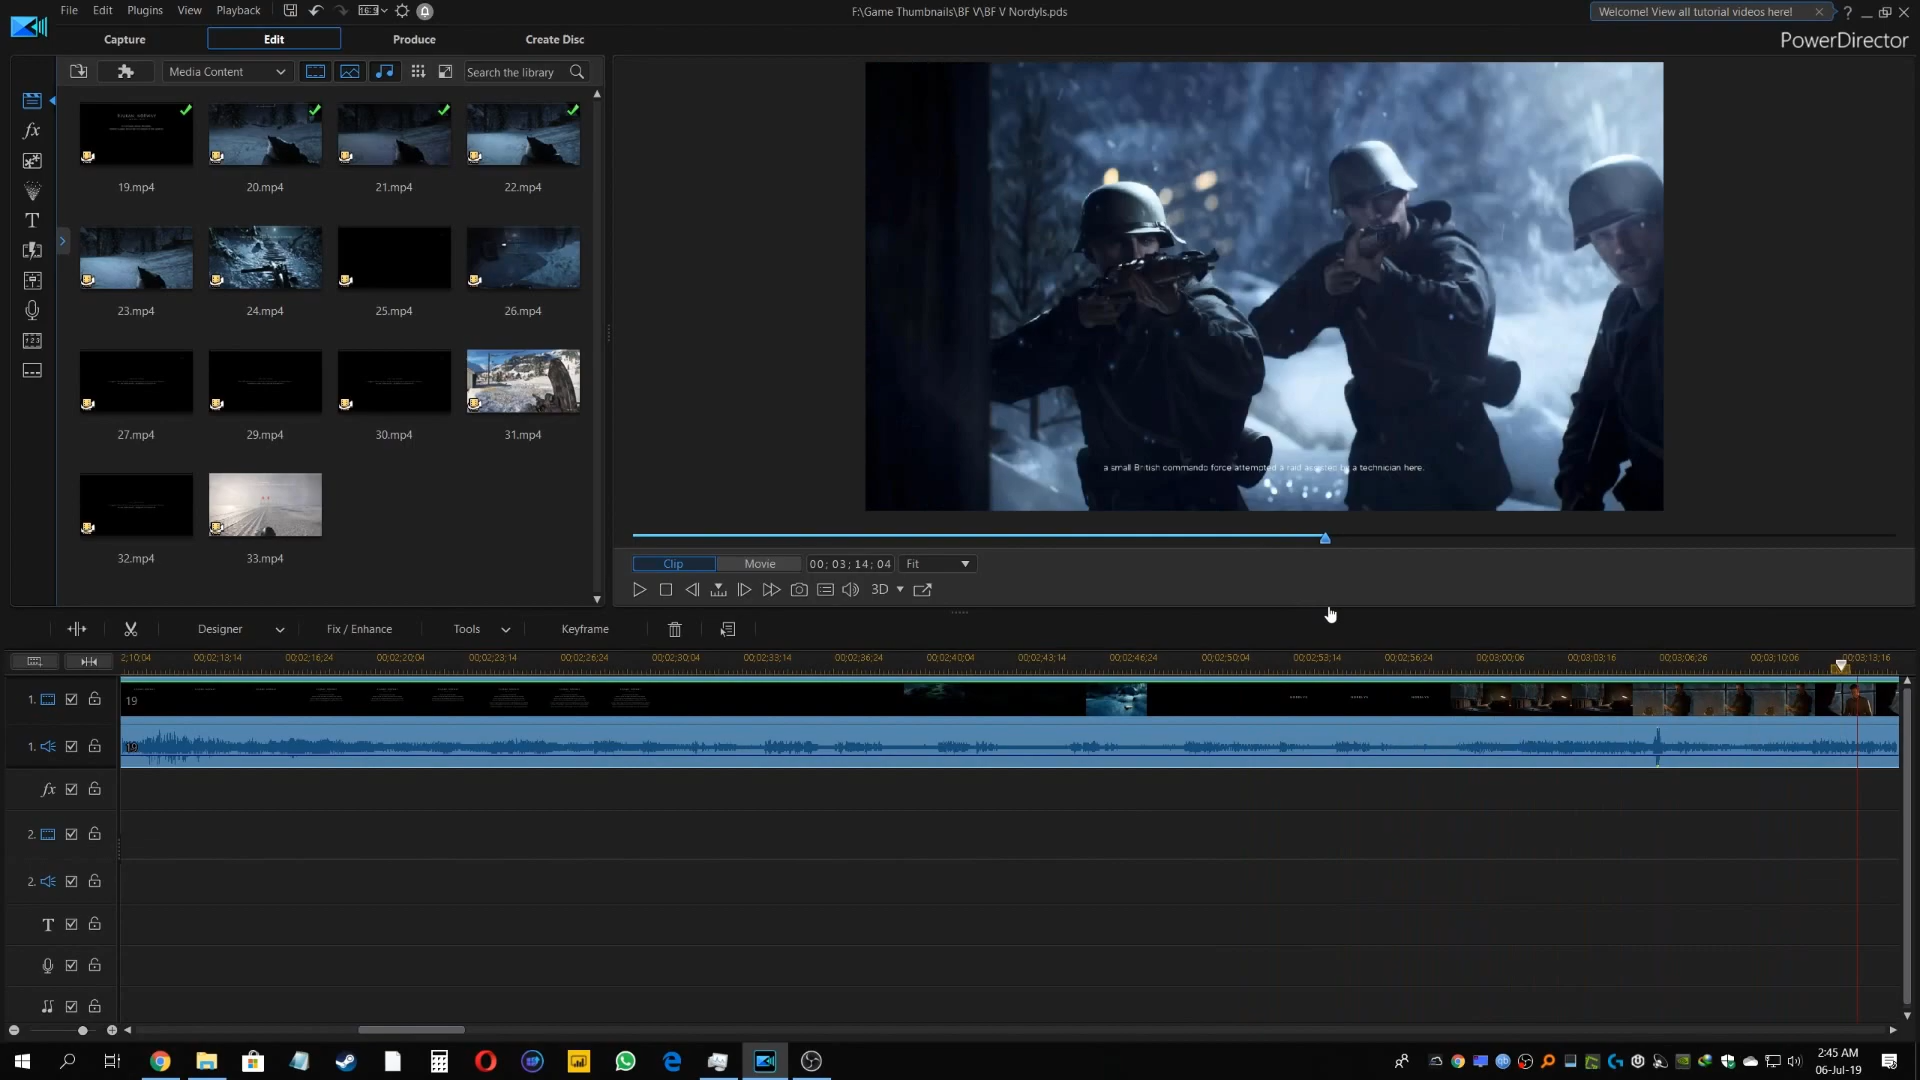 File Edit Plugins View Playback
F:\Game Thumbnails\BF V\BF V Nordyls.pds
Welcome! View all tutorial videos here!
PowerDirector
Capture Edit Produce Create Disc
Media Content
Search the library
19.mp4 20.mp4 21.mp4 22.mp4
23.mp4 24.mp4 25.mp4 26.mp4
27.mp4 29.mp4 30.mp4 31.mp4
32.mp4 33.mp4
a small British commando force attempted a raid assisted by a technician here.
Clip Movie 00; 03; 14; 04 Fit
3D
Designer Fix / Enhance Tools Keyframe
2;10;04 00;02;13;14 00;02;16;24 00;02;20;04 00;02;23;14 00;02;26;24 00;02;30;04 00;02;33;14 00;02;36;24 00;02;40;04 00;02;43;14 00;02;46;24 00;02;50;04 00;02;53;14 00;02;56;24 00;03;00;06 00;03;03;16 00;03;06;26 00;03;10;06 00;03;13;16
1. 19
1. 19
fx
2.
2.
T
2:45 AM
06-Jul-19